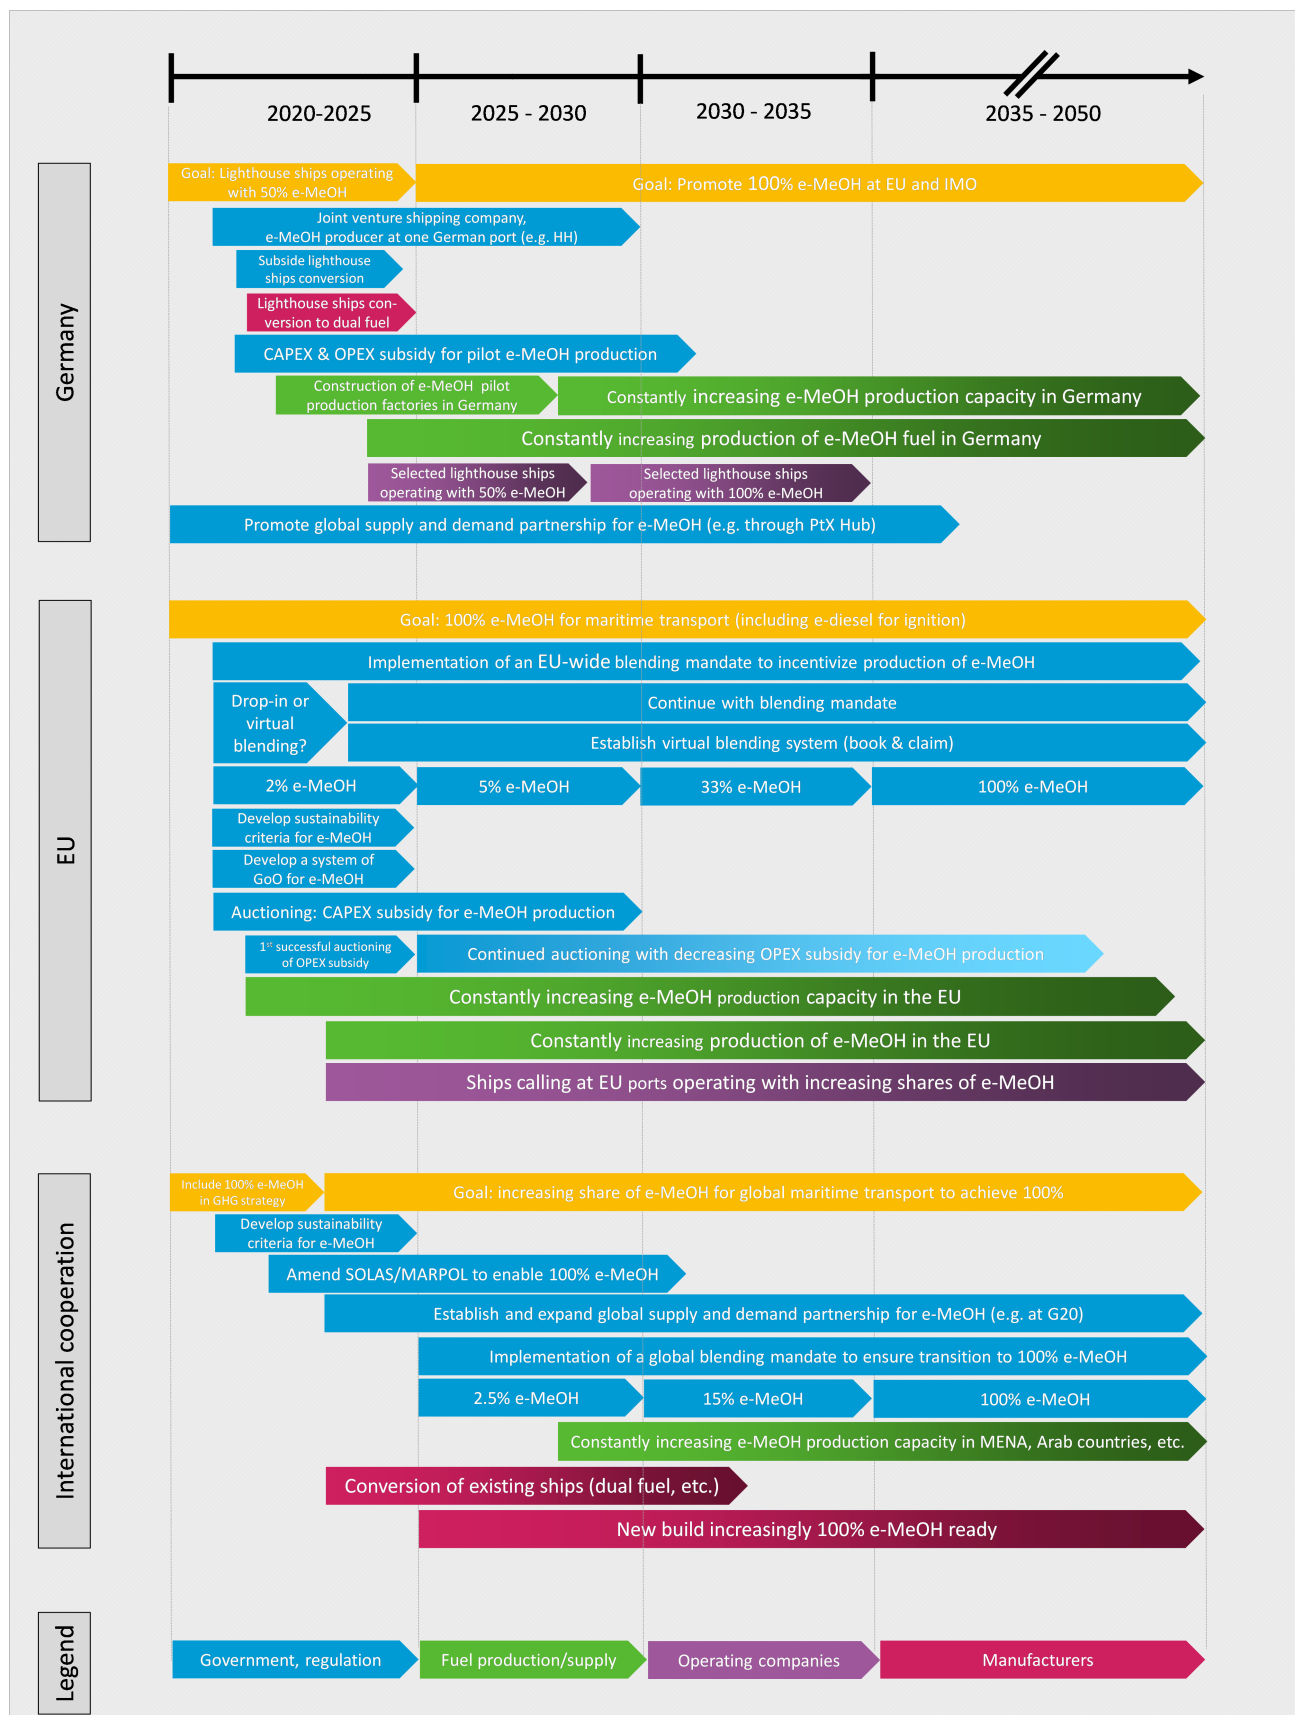 2020-2025
2025 - 2030
2030 - 2035
2035 - 2050
Germany
Goal: Lighthouse ships operating
with 50% e-MeOH
Goal: Promote 100% e-MeOH at EU and IMO
Joint venture shipping company,
e-MeOH producer at one German port (e.g. HH)
Subside lighthouse
ships conversion
Lighthouse ships con-
version to dual fuel
CAPEX & OPEX subsidy for pilot e-MeOH production
Construction of e-MeOH pilot
production factories in Germany
Constantly increasing e-MeOH production capacity in Germany
Constantly increasing production of e-MeOH fuel in Germany
Selected lighthouse ships
operating with 50% e-MeOH
Selected lighthouse ships
operating with 100% e-MeOH
Promote global supply and demand partnership for e-MeOH (e.g. through PtX Hub)
EU
Goal: 100% e-MeOH for maritime transport (including e-diesel for ignition)
Implementation of an EU-wide blending mandate to incentivize production of e-MeOH
Drop-in or
virtual
blending?
Continue with blending mandate
Establish virtual blending system (book & claim)
2% e-MeOH
5% e-MeOH
33% e-MeOH
100% e-MeOH
Develop sustainability
criteria for e-MeOH
Develop a system of
GoO for e-MeOH
Auctioning: CAPEX subsidy for e-MeOH production
1st successful auctioning
of OPEX subsidy
Continued auctioning with decreasing OPEX subsidy for e-MeOH production
Constantly increasing e-MeOH production capacity in the EU
Constantly increasing production of e-MeOH in the EU
Ships calling at EU ports operating with increasing shares of e-MeOH
International cooperation
Include 100% e-MeOH
in GHG strategy
Goal: increasing share of e-MeOH for global maritime transport to achieve 100%
Develop sustainability
criteria for e-MeOH
Amend SOLAS/MARPOL to enable 100% e-MeOH
Establish and expand global supply and demand partnership for e-MeOH (e.g. at G20)
Implementation of a global blending mandate to ensure transition to 100% e-MeOH
2.5% e-MeOH
15% e-MeOH
100% e-MeOH
Constantly increasing e-MeOH production capacity in MENA, Arab countries, etc.
Conversion of existing ships (dual fuel, etc.)
New build increasingly 100% e-MeOH ready
Legend
Government, regulation
Fuel production/supply
Operating companies
Manufacturers